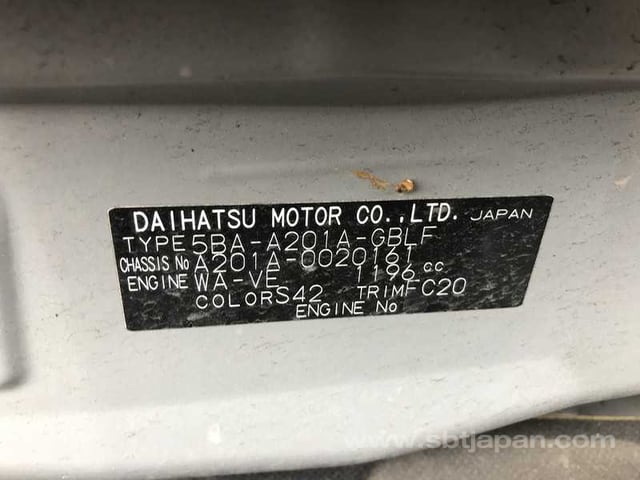 DAIHATSU MOTOR CO.,LTD. JAPAN
TYPE 5BA-A201A-GBLF
CHASSIS No A201A-0020161
ENGINE WA-VE 1196 cc
COLOR S42 TRIM FC20
ENGINE No
www.sbtjapan.com